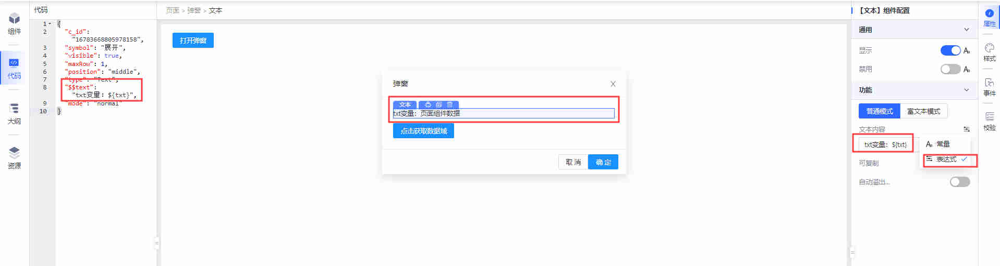 组件
代码
大纲
资源
代码
1 {
2 "c_id":
"16783668805978158",
3 "symbol": "展开",
4 "visible": true,
5 "maxRow": 1,
6 "position": "middle",
7 "type": "Text",
8 "$$text":
"txt变量: ${txt}",
9 "mode": "normal"
10 }
页面 > 弹窗 > 文本
打开弹窗
弹窗
文本
txt变量: 页面组件数据
点击获取数据域
取 消
确 定
【文本】组件配置
通用
显示
禁用
功能
普通模式
富文本模式
文本内容
txt变量: ${txt}
常量
表达式
可复制
自动溢出...
属性
样式
事件
校验